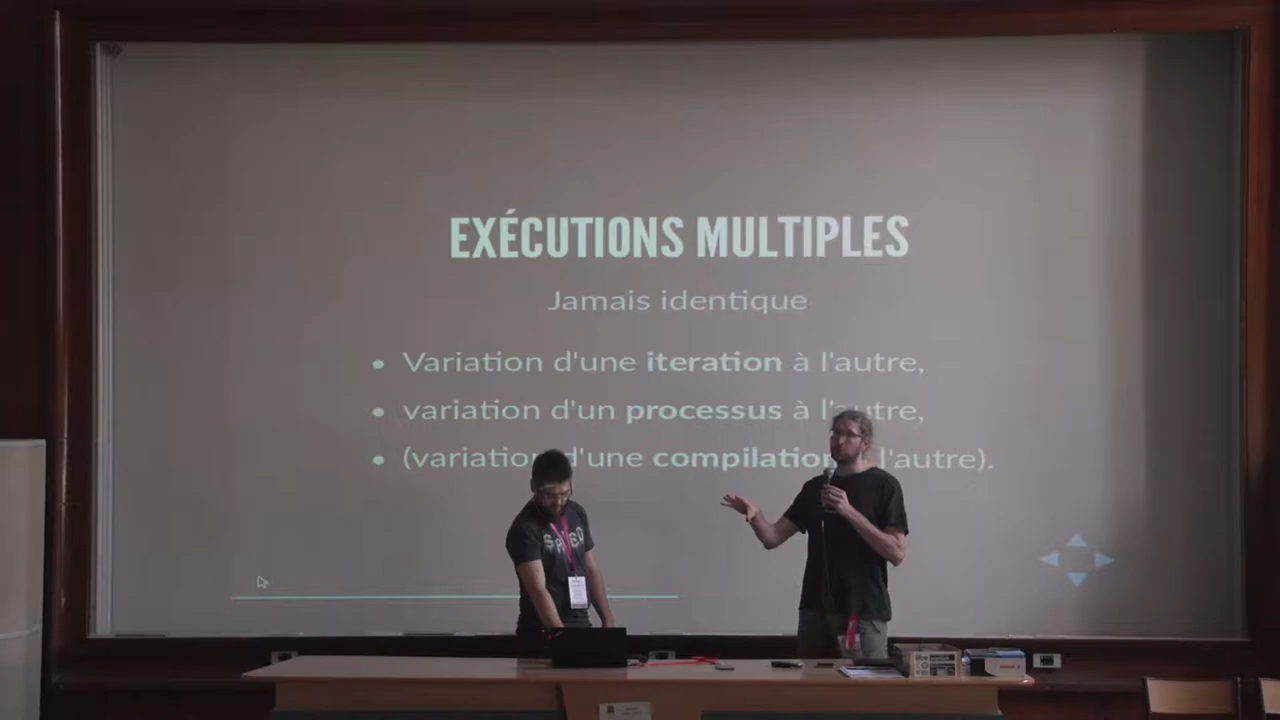 EXÉCUTIONS MULTIPLES
Jamais identique
• Variation d'une iteration à l'autre,
• variation d'un processus à l'autre,
• (variation d'une compilation l'autre).